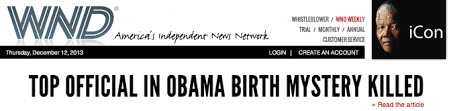 WND®
America's Independent News Network
WHISTLEBLOWER / WND WEEKLY
TRIAL / MONTHLY / ANNUAL
CUSTOMER SERVICE
iCon
Thursday, December 12, 2013
LOGIN | CREATE AN ACCOUNT
TOP OFFICIAL IN OBAMA BIRTH MYSTERY KILLED
» Read the article